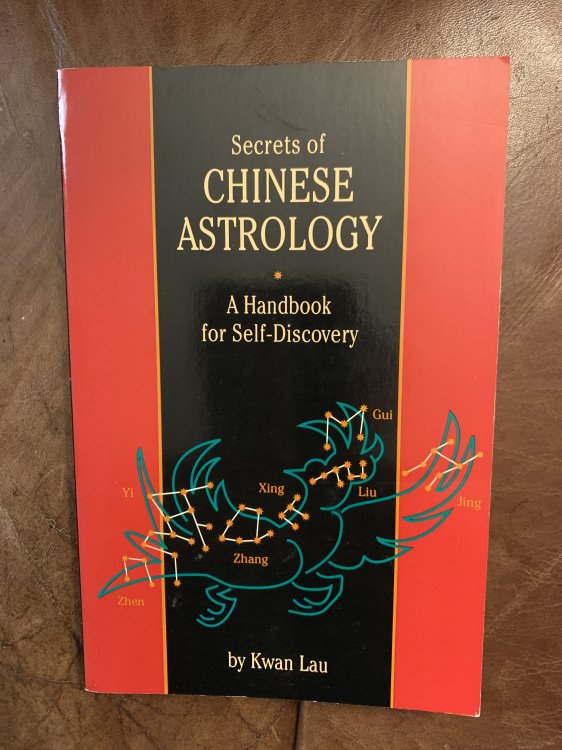 Secrets of
CHINESE
ASTROLOGY
A Handbook
for Self-Discovery
Gui
Yi
Xing
Liu
Jing
Zhang
Zhen
by Kwan Lau